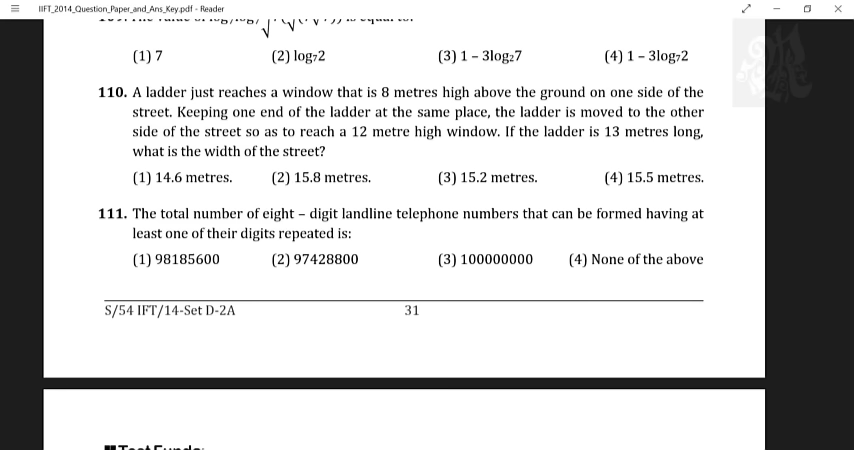 IIFT_2014_Question_Paper_and_Ans_Key.pdf - Reader
(1) 7 (2) log₇2 (3) 1 – 3log₂7 (4) 1 – 3log₇2
110. A ladder just reaches a window that is 8 metres high above the ground on one side of the
street. Keeping one end of the ladder at the same place, the ladder is moved to the other
side of the street so as to reach a 12 metre high window. If the ladder is 13 metres long,
what is the width of the street?
(1) 14.6 metres. (2) 15.8 metres. (3) 15.2 metres. (4) 15.5 metres.
111. The total number of eight – digit landline telephone numbers that can be formed having at
least one of their digits repeated is:
(1) 98185600 (2) 97428800 (3) 100000000 (4) None of the above
S/54 IFT/14-Set D-2A 31